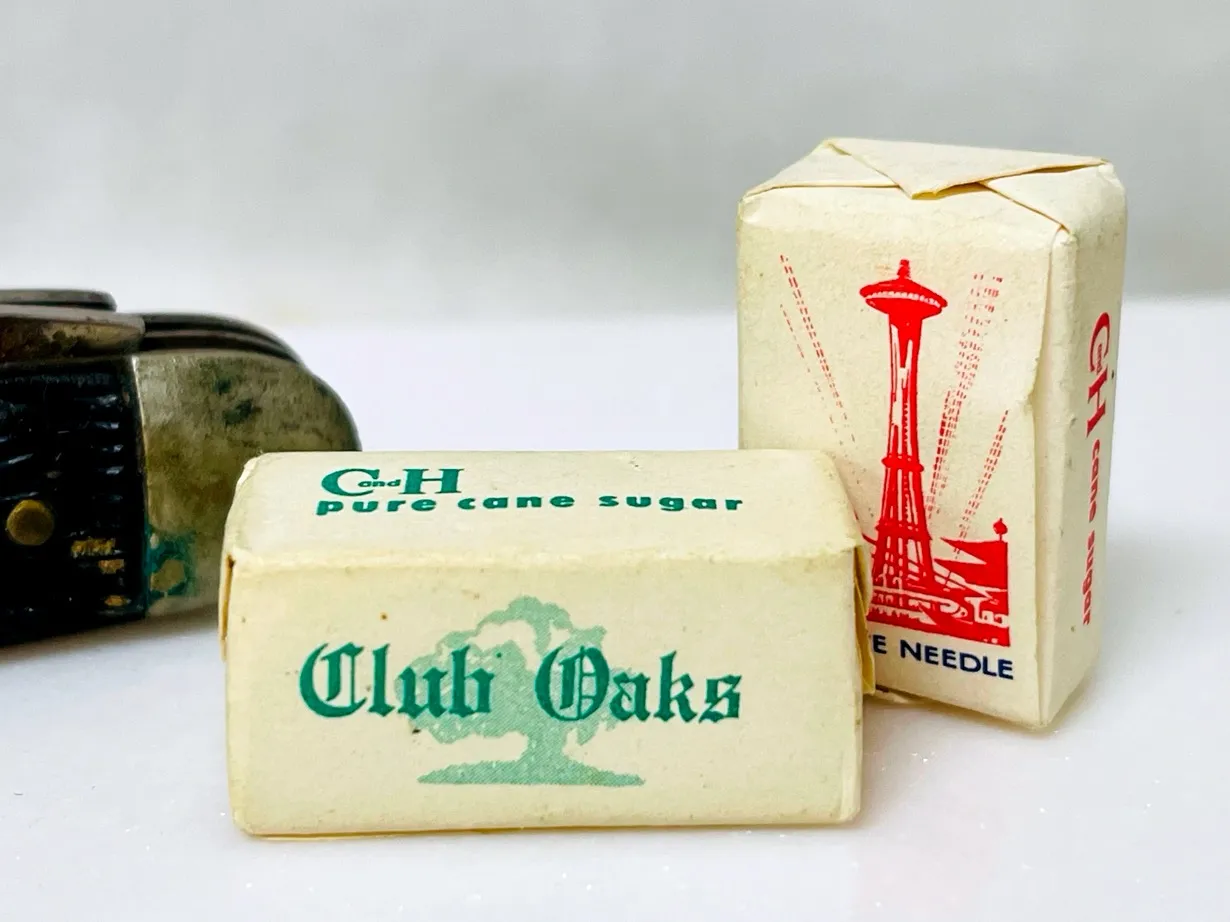 C and H
pure cane sugar
Club Oaks
E NEEDLE
C and H cane sugar